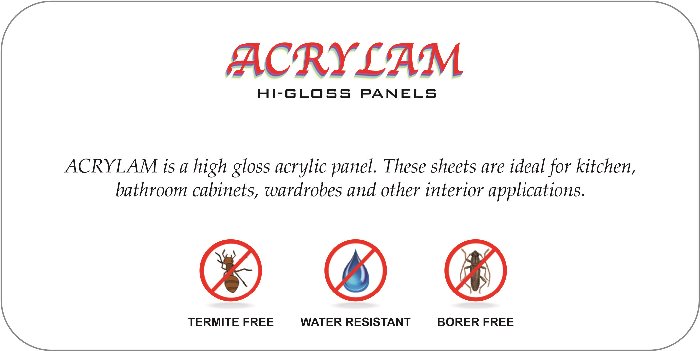 ACRYLAM
HI-GLOSS PANELS
ACRYLAM is a high gloss acrylic panel. These sheets are ideal for kitchen,
bathroom cabinets, wardrobes and other interior applications.
TERMITE FREE WATER RESISTANT BORER FREE